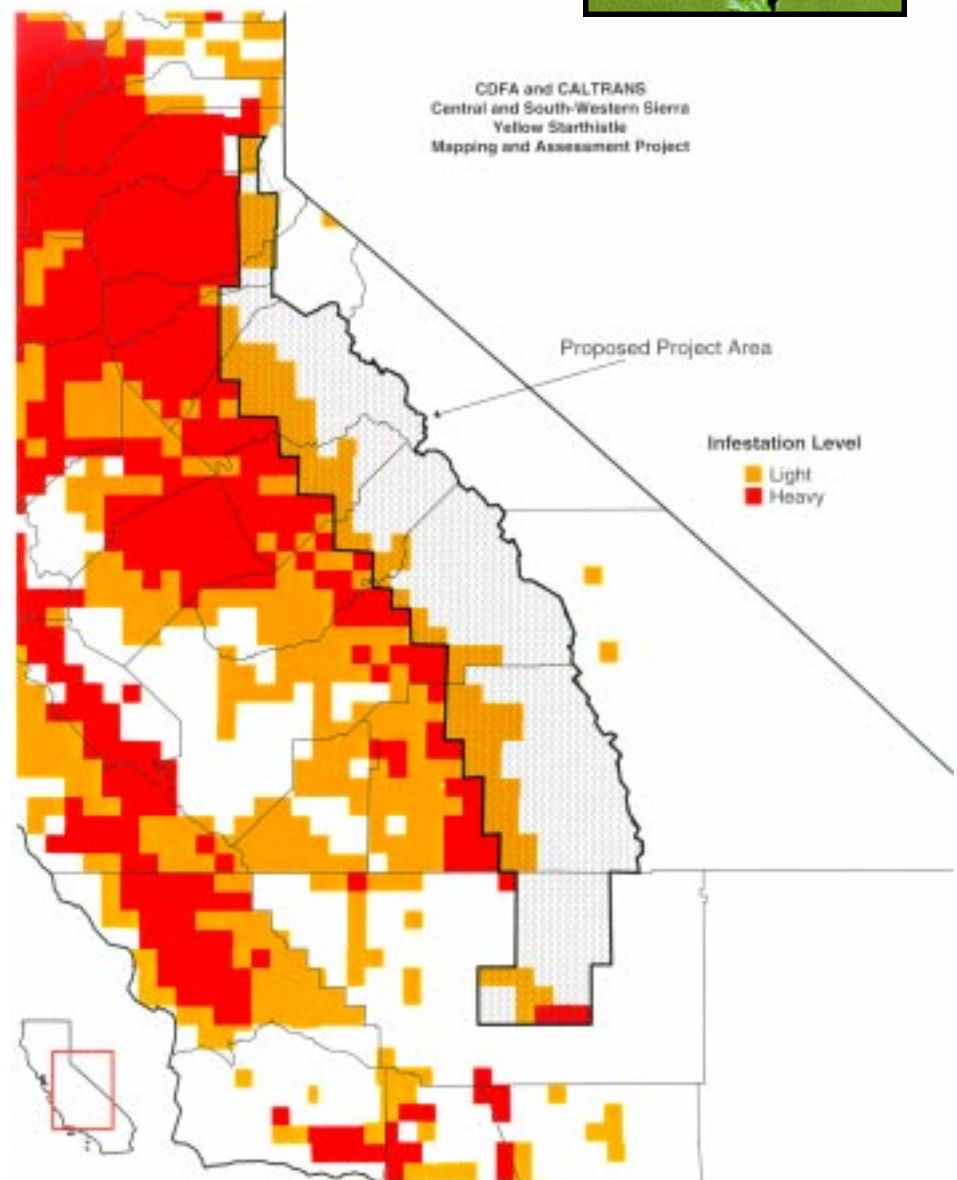 CDFA and CALTRANS
Central and South-Western Sierra
Yellow Starthistle
Mapping and Assessment Project
Proposed Project Area
Infestation Level
Light
Heavy